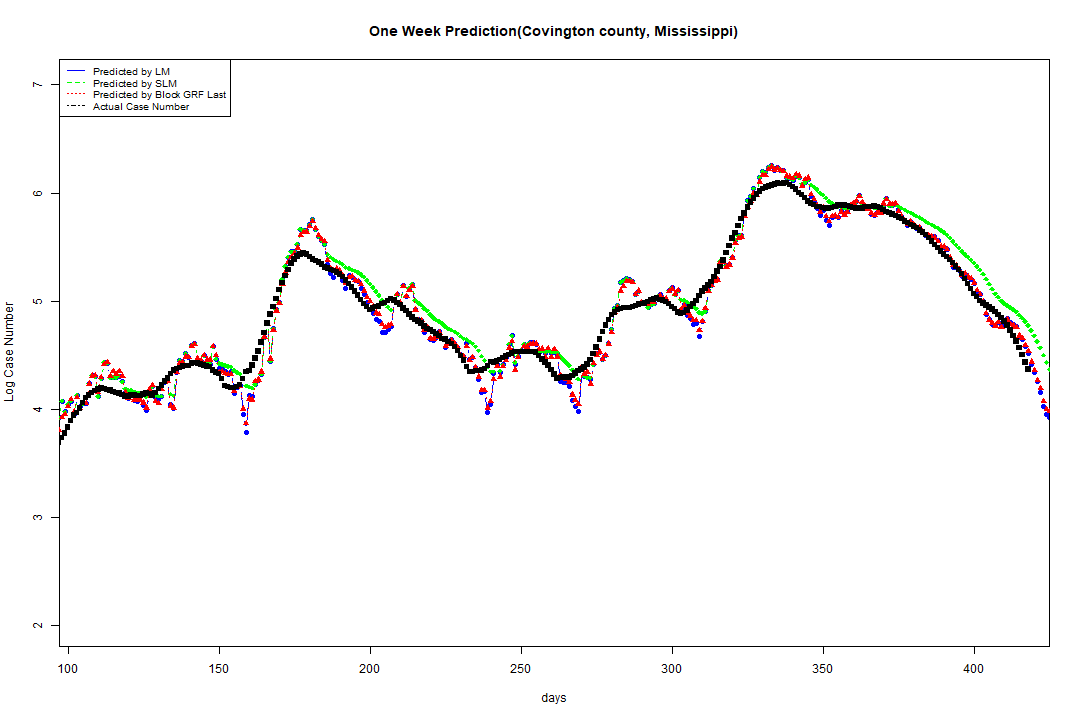 One Week Prediction(Covington county, Mississippi)
Predicted by LM
Predicted by SLM
Predicted by Block GRF Last
Actual Case Number
Log Case Number
7
6
5
4
3
2
100 150 200 250 300 350 400
days